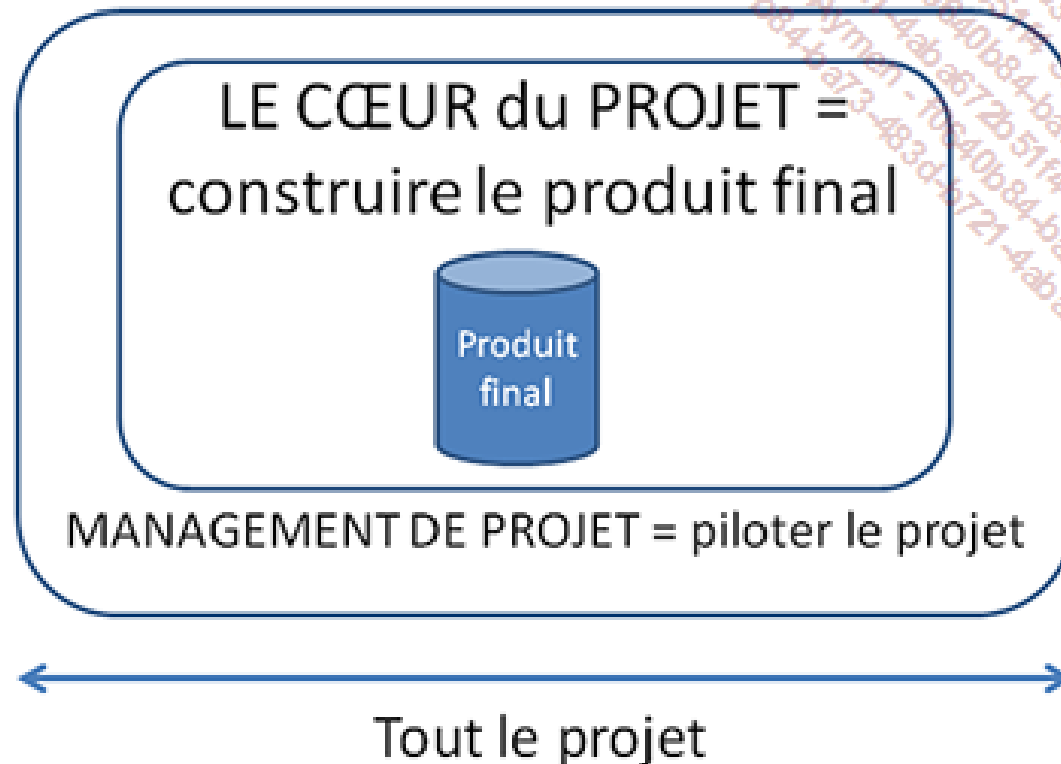 LE CŒUR du PROJET =
construire le produit final
Produit
final
MANAGEMENT DE PROJET = piloter le projet
Tout le projet